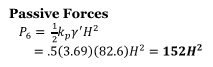 Passive Forces
P₆ = ½kₚγ′H²
= .5(3.69)(82.6)H² = 152H²